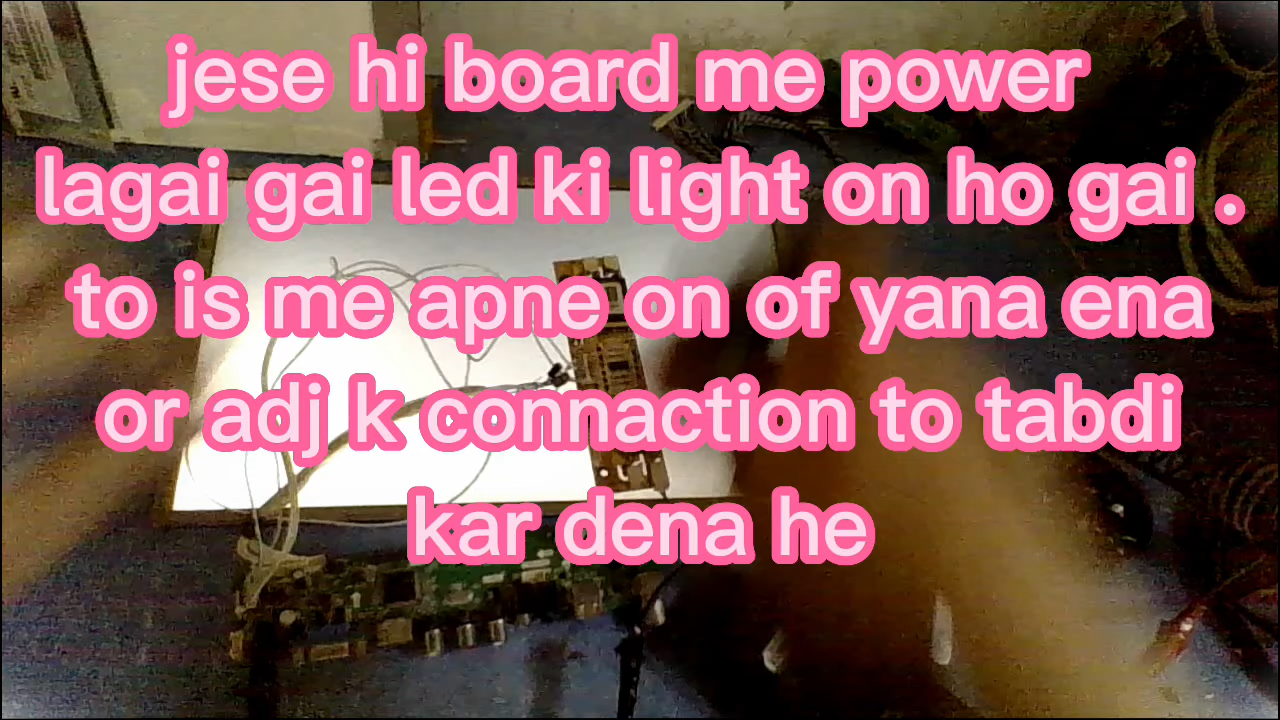 jese hi board me power
lagai gai led ki light on ho gai .
to is me apne on of yana ena
or adj k connaction to tabdi
kar dena he